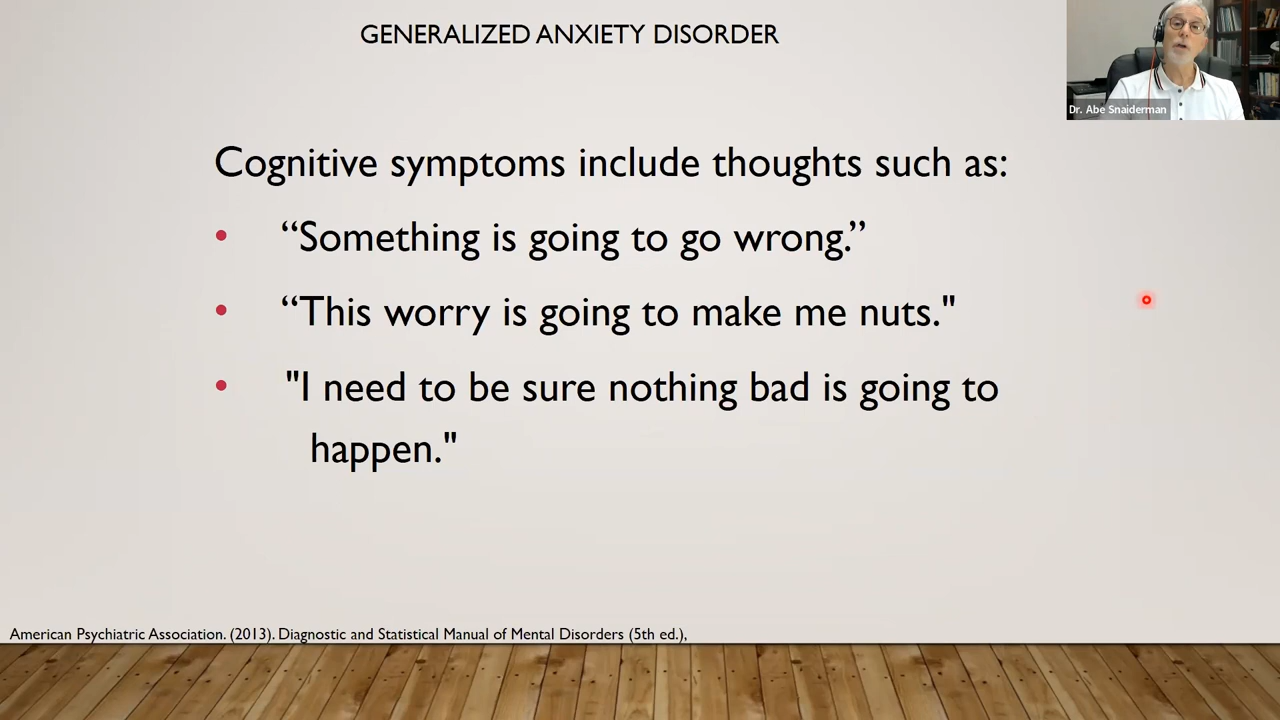 GENERALIZED ANXIETY DISORDER
Dr. Abe Snaiderman
Cognitive symptoms include thoughts such as:
• “Something is going to go wrong.”
• “This worry is going to make me nuts."
• "I need to be sure nothing bad is going to
happen."
American Psychiatric Association. (2013). Diagnostic and Statistical Manual of Mental Disorders (5th ed.),